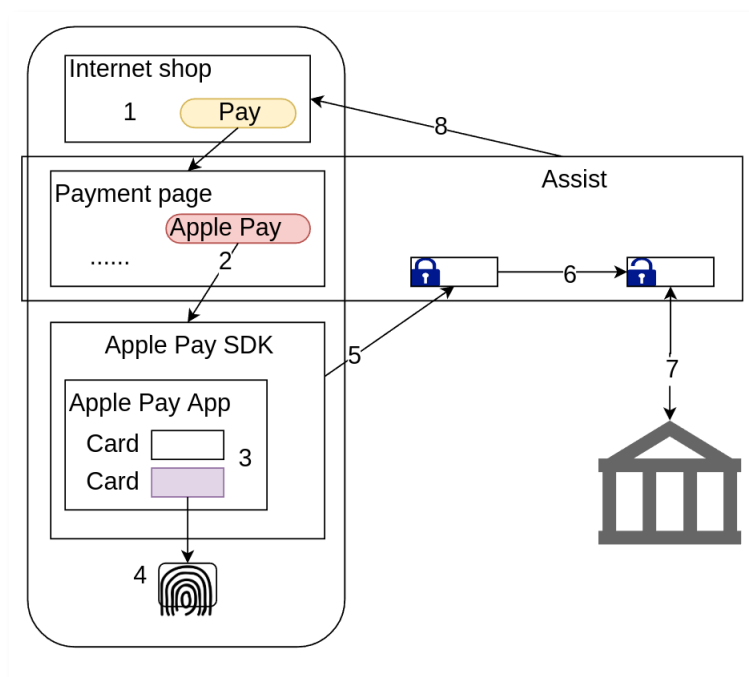 Internet shop
1 Pay
8
Assist
Payment page
Apple Pay
...... 2
6
Apple Pay SDK
5
7
Apple Pay App
Card
3
Card
4